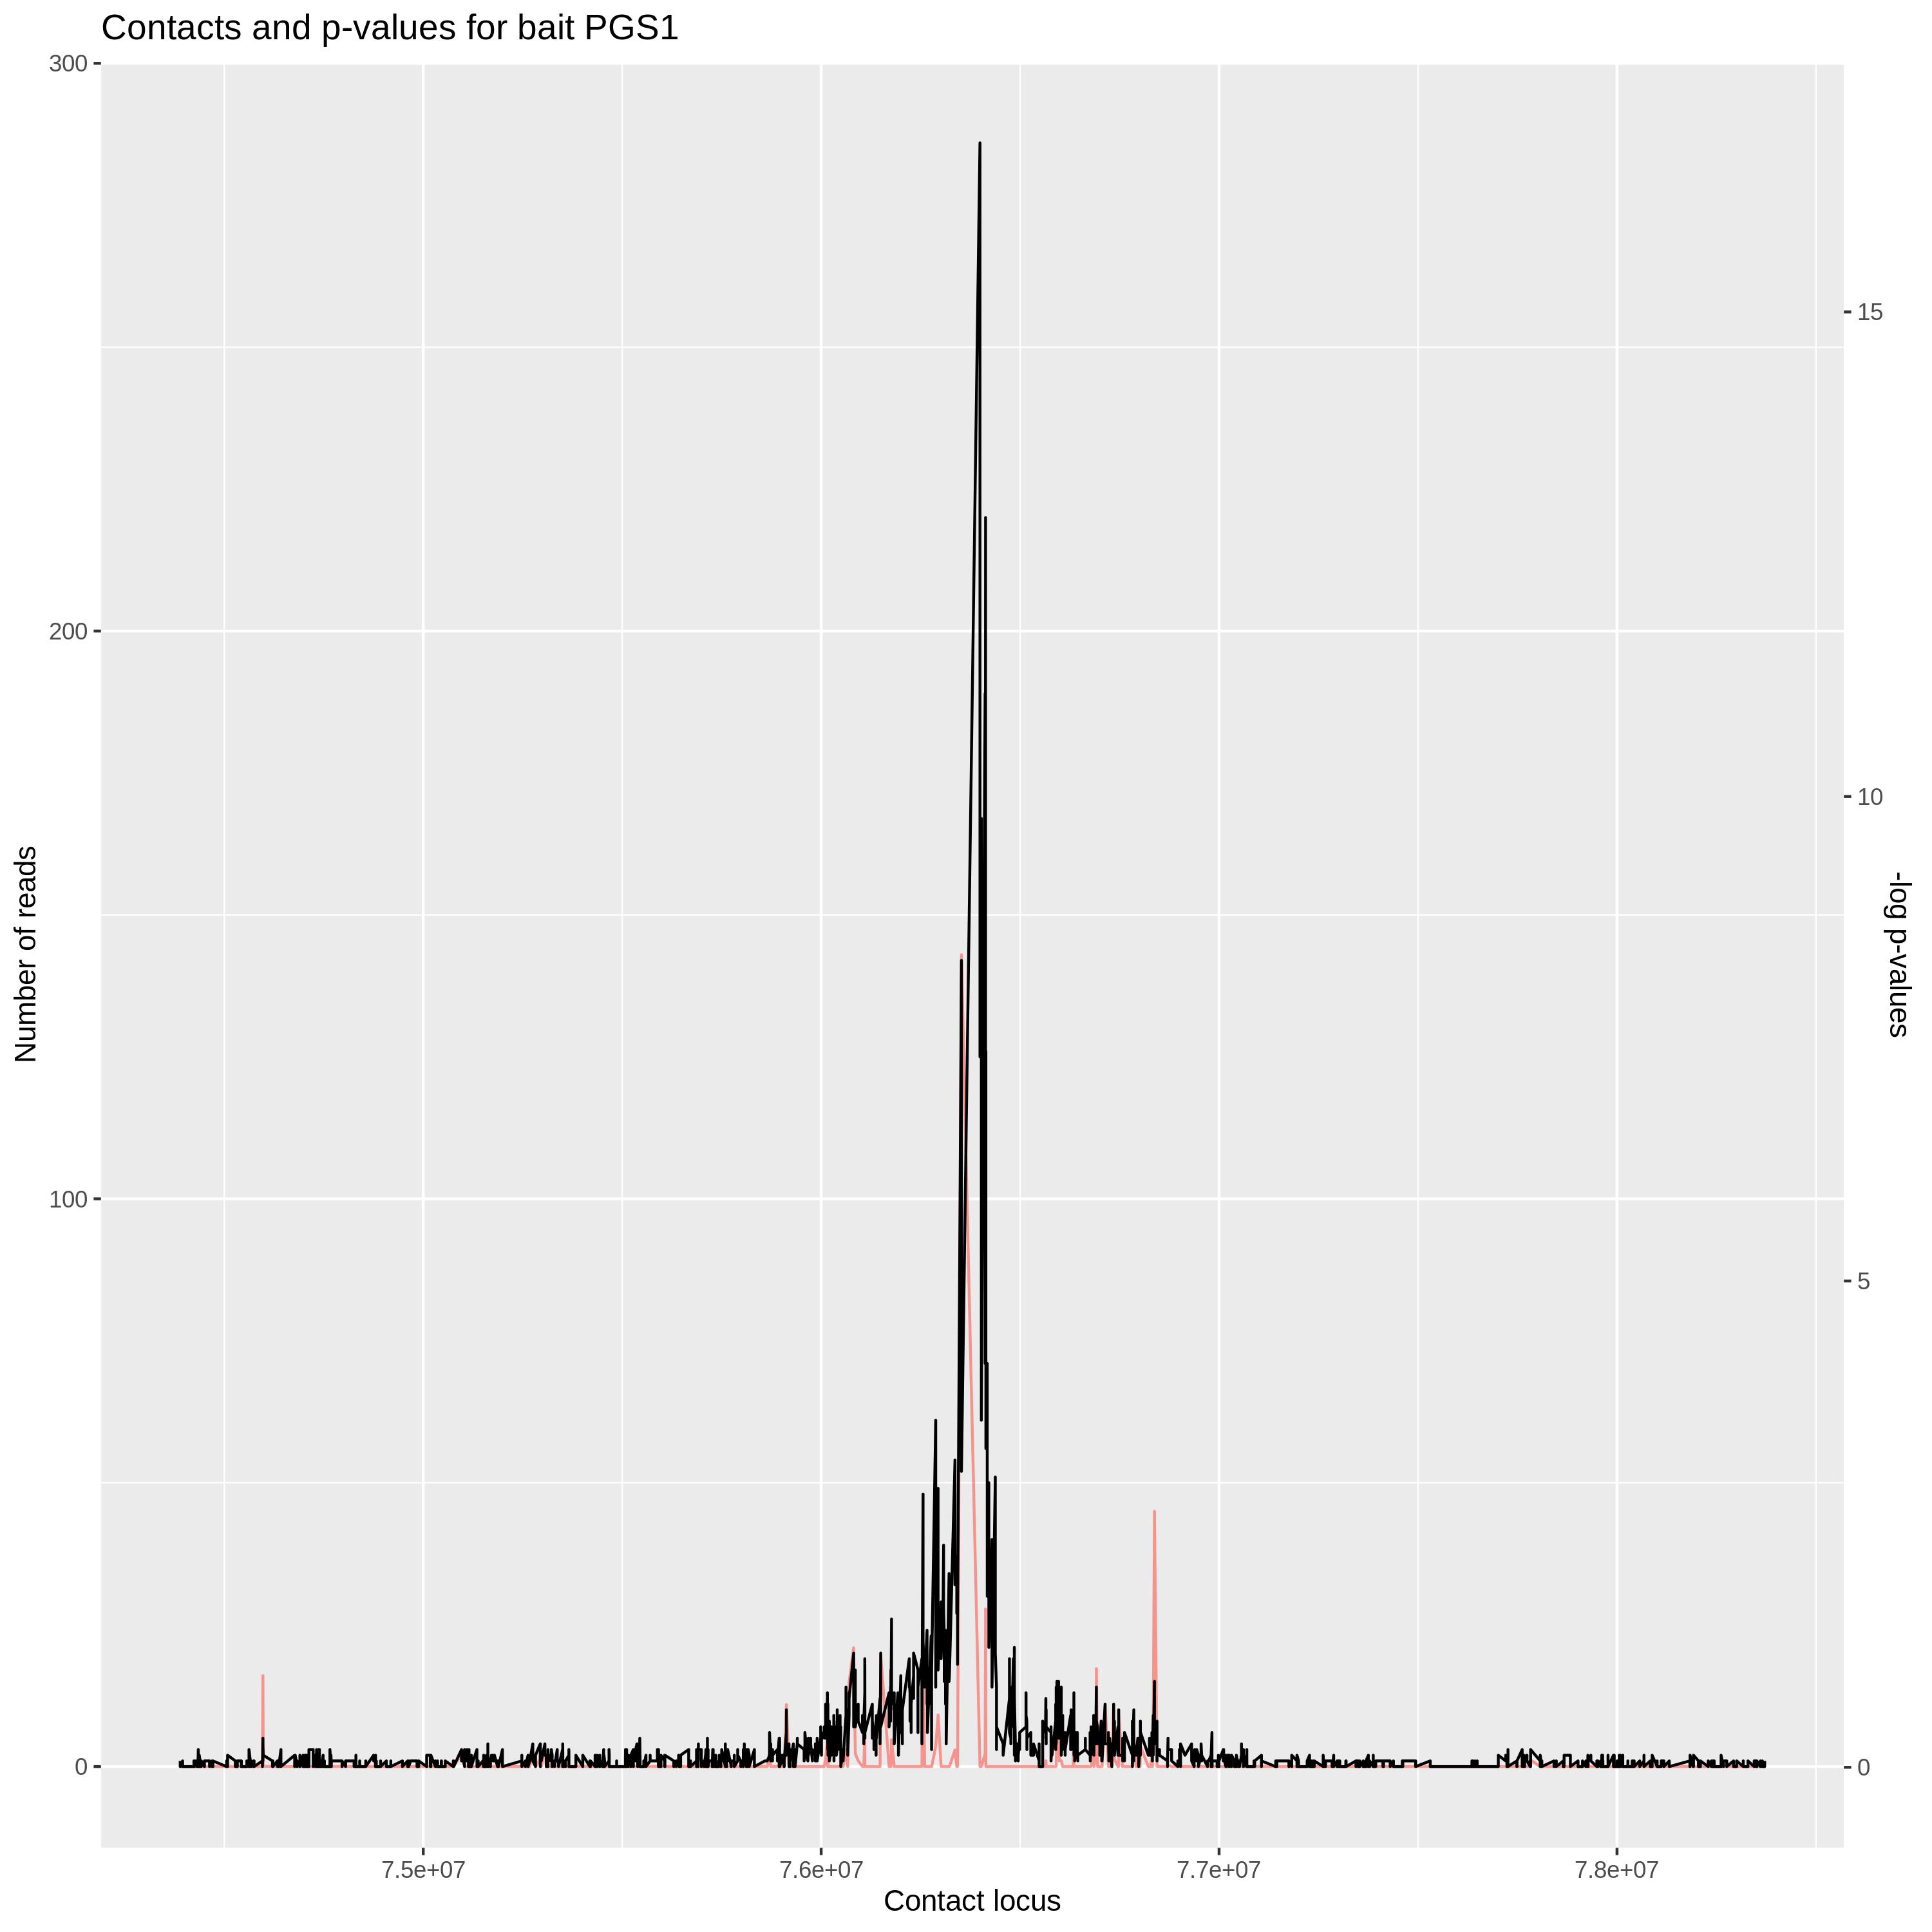 Contacts and p-values for bait PGS1
300
200
100
0
Number of reads
15
10
5
0
-log p-values
7.5e+07
7.6e+07
7.7e+07
7.8e+07
Contact locus